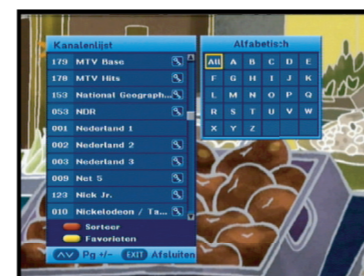 Kanalenlijst
179 MTV Base
178 MTV Hits
153 National Geograph...
053 NDR
001 Nederland 1
002 Nederland 2
003 Nederland 3
009 Net 5
123 Nick Jr.
010 Nickelodeon / Ta...
Sorteer
Favorieten
Pg +/- EXIT Afsluiten
Alfabetisch
All A B C D E
F G H I J K
L M N O P Q
R S T U V W
X Y Z